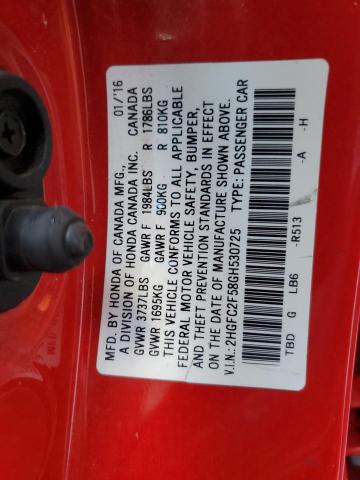 MFD. BY HONDA OF CANADA MFG., 01/'16
A DIVISION OF HONDA CANADA INC. CANADA
GVWR 3737LBS GAWR F 1984LBS R 1786LBS
GVWR 1695KG GAWR F 900KG R 810KG
THIS VEHICLE CONFORMS TO ALL APPLICABLE
FEDERAL MOTOR VEHICLE SAFETY, BUMPER,
AND THEFT PREVENTION STANDARDS IN EFFECT
ON THE DATE OF MANUFACTURE SHOWN ABOVE.
V.I.N.: 2HGFC2F58GH530725 TYPE: PASSENGER CAR
TBD G LB6 -R513 -A -H